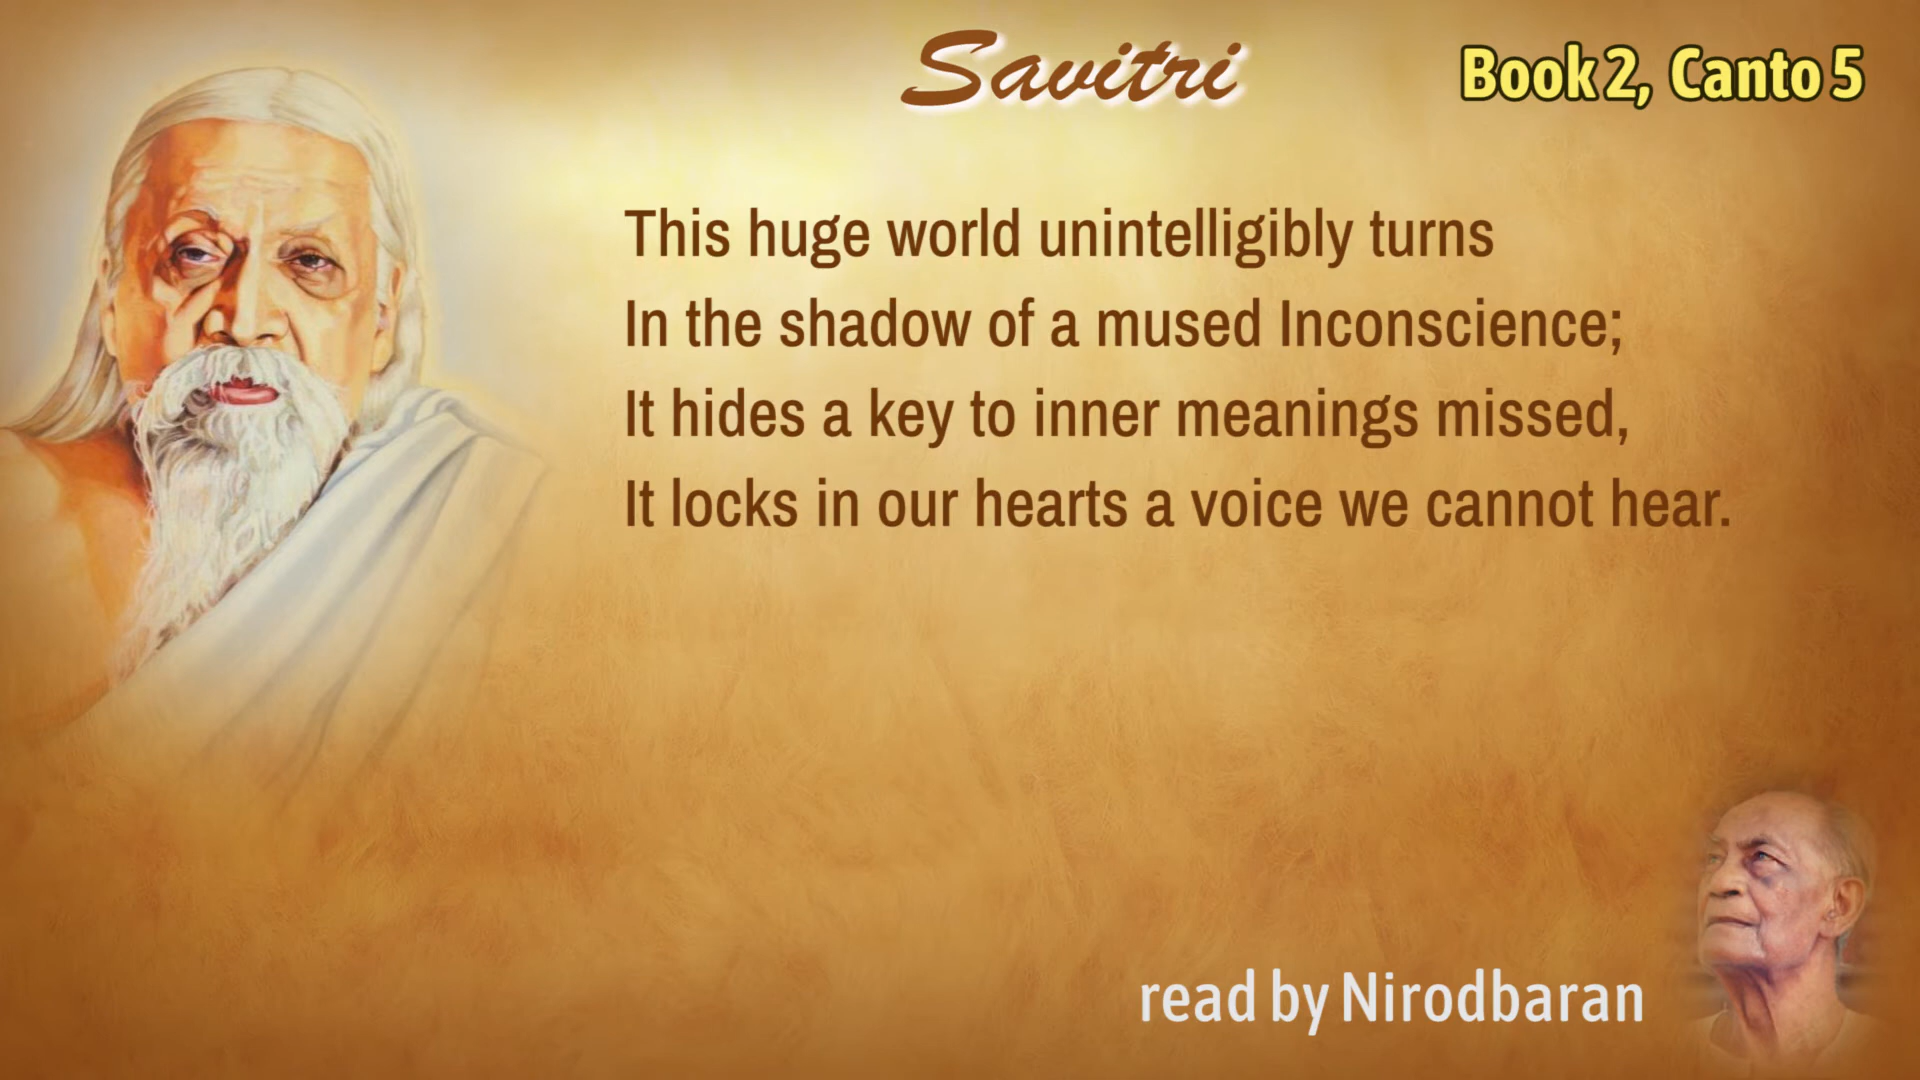 Savitri
Book 2, Canto 5
This huge world unintelligibly turns
In the shadow of a mused Inconscience;
It hides a key to inner meanings missed,
It locks in our hearts a voice we cannot hear.
read by Nirodbaran